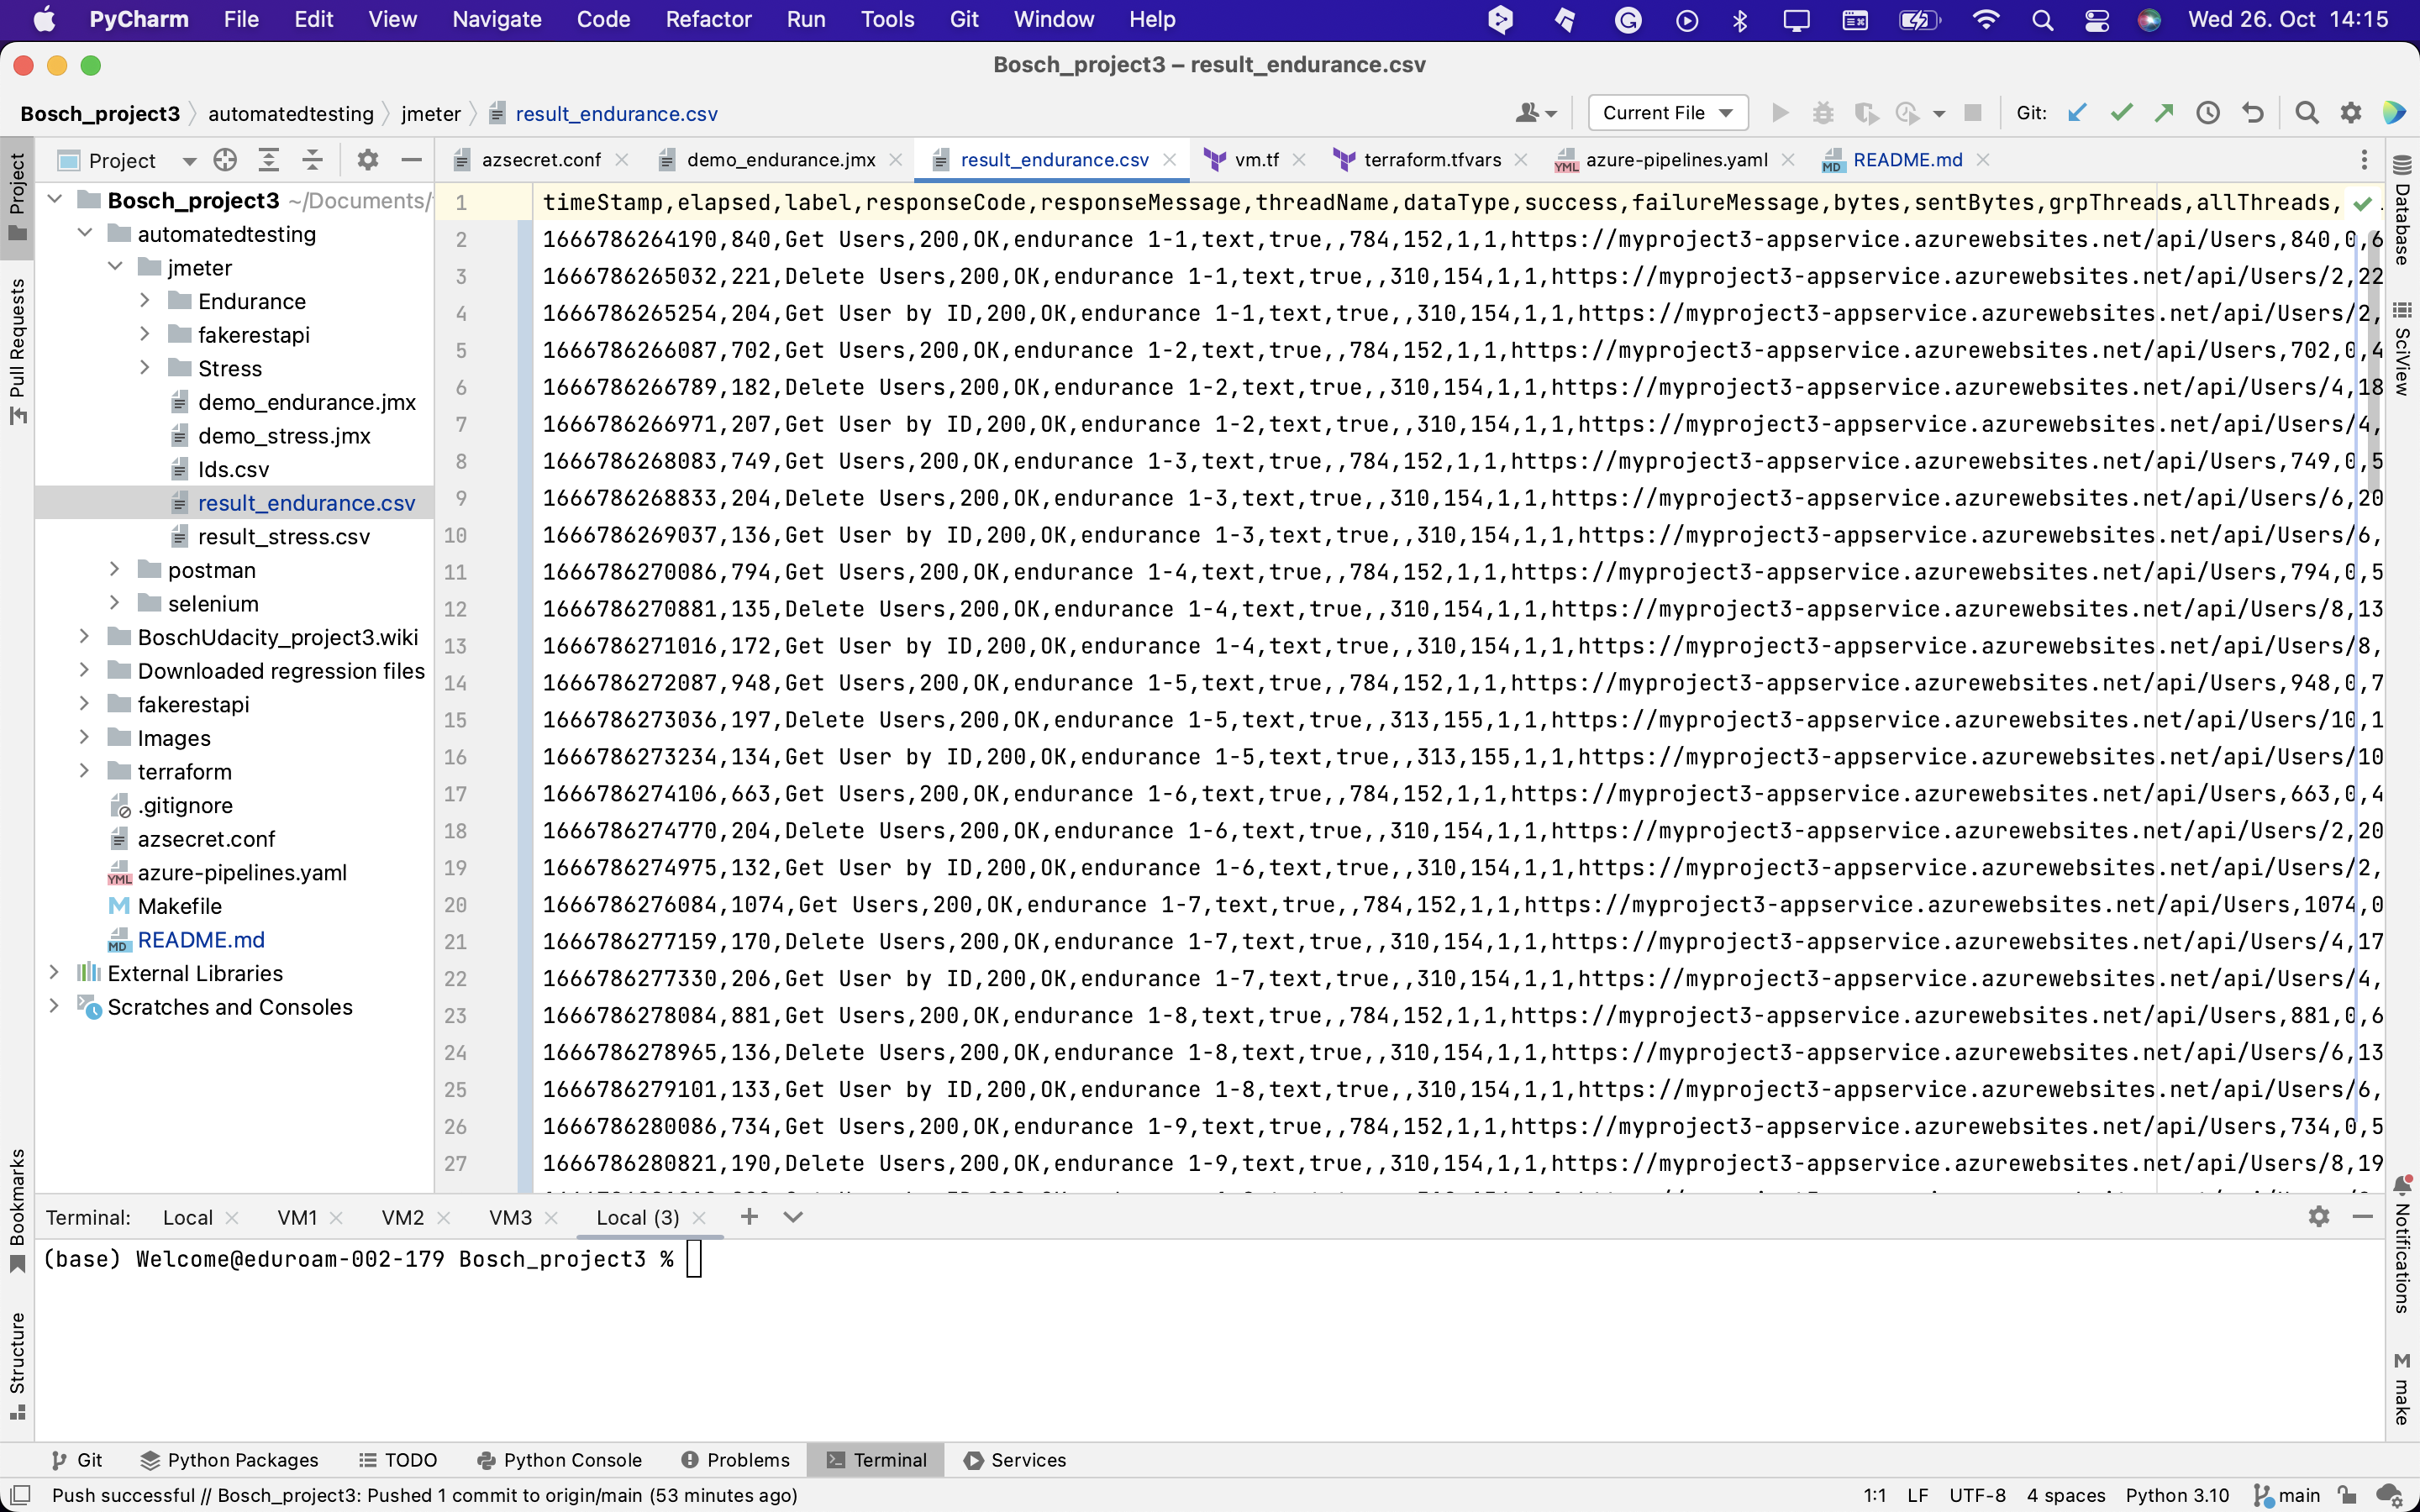 PyCharm File Edit View Navigate Code Refactor Run Tools Git Window Help Wed 26. Oct 14:15
Bosch_project3 – result_endurance.csv
Bosch_project3 automatedtesting jmeter result_endurance.csv Current File Git:
Project azsecret.conf demo_endurance.jmx result_endurance.csv vm.tf terraform.tfvars azure-pipelines.yaml README.md
Project
Pull Requests
Bookmarks
Structure
Bosch_project3 ~/Documents/
automatedtesting
jmeter
Endurance
fakerestapi
Stress
demo_endurance.jmx
demo_stress.jmx
Ids.csv
result_endurance.csv
result_stress.csv
postman
selenium
BoschUdacity_project3.wiki
Downloaded regression files
fakerestapi
Images
terraform
.gitignore
azsecret.conf
azure-pipelines.yaml
Makefile
README.md
External Libraries
Scratches and Consoles
1 timeStamp,elapsed,label,responseCode,responseMessage,threadName,dataType,success,failureMessage,bytes,sentBytes,grpThreads,allThreads,
2 1666786264190,840,Get Users,200,OK,endurance 1-1,text,true,,784,152,1,1,https://myproject3-appservice.azurewebsites.net/api/Users,840,0,6
3 1666786265032,221,Delete Users,200,OK,endurance 1-1,text,true,,310,154,1,1,https://myproject3-appservice.azurewebsites.net/api/Users/2,22
4 1666786265254,204,Get User by ID,200,OK,endurance 1-1,text,true,,310,154,1,1,https://myproject3-appservice.azurewebsites.net/api/Users/2,
5 1666786266087,702,Get Users,200,OK,endurance 1-2,text,true,,784,152,1,1,https://myproject3-appservice.azurewebsites.net/api/Users,702,0,4
6 1666786266789,182,Delete Users,200,OK,endurance 1-2,text,true,,310,154,1,1,https://myproject3-appservice.azurewebsites.net/api/Users/4,18
7 1666786266971,207,Get User by ID,200,OK,endurance 1-2,text,true,,310,154,1,1,https://myproject3-appservice.azurewebsites.net/api/Users/4,
8 1666786268083,749,Get Users,200,OK,endurance 1-3,text,true,,784,152,1,1,https://myproject3-appservice.azurewebsites.net/api/Users,749,0,5
9 1666786268833,204,Delete Users,200,OK,endurance 1-3,text,true,,310,154,1,1,https://myproject3-appservice.azurewebsites.net/api/Users/6,20
10 1666786269037,136,Get User by ID,200,OK,endurance 1-3,text,true,,310,154,1,1,https://myproject3-appservice.azurewebsites.net/api/Users/6,
11 1666786270086,794,Get Users,200,OK,endurance 1-4,text,true,,784,152,1,1,https://myproject3-appservice.azurewebsites.net/api/Users,794,0,5
12 1666786270881,135,Delete Users,200,OK,endurance 1-4,text,true,,310,154,1,1,https://myproject3-appservice.azurewebsites.net/api/Users/8,13
13 1666786271016,172,Get User by ID,200,OK,endurance 1-4,text,true,,310,154,1,1,https://myproject3-appservice.azurewebsites.net/api/Users/8,
14 1666786272087,948,Get Users,200,OK,endurance 1-5,text,true,,784,152,1,1,https://myproject3-appservice.azurewebsites.net/api/Users,948,0,7
15 1666786273036,197,Delete Users,200,OK,endurance 1-5,text,true,,313,155,1,1,https://myproject3-appservice.azurewebsites.net/api/Users/10,1
16 1666786273234,134,Get User by ID,200,OK,endurance 1-5,text,true,,313,155,1,1,https://myproject3-appservice.azurewebsites.net/api/Users/10
17 1666786274106,663,Get Users,200,OK,endurance 1-6,text,true,,784,152,1,1,https://myproject3-appservice.azurewebsites.net/api/Users,663,0,4
18 1666786274770,204,Delete Users,200,OK,endurance 1-6,text,true,,310,154,1,1,https://myproject3-appservice.azurewebsites.net/api/Users/2,20
19 1666786274975,132,Get User by ID,200,OK,endurance 1-6,text,true,,310,154,1,1,https://myproject3-appservice.azurewebsites.net/api/Users/2,
20 1666786276084,1074,Get Users,200,OK,endurance 1-7,text,true,,784,152,1,1,https://myproject3-appservice.azurewebsites.net/api/Users,1074,0
21 1666786277159,170,Delete Users,200,OK,endurance 1-7,text,true,,310,154,1,1,https://myproject3-appservice.azurewebsites.net/api/Users/4,17
22 1666786277330,206,Get User by ID,200,OK,endurance 1-7,text,true,,310,154,1,1,https://myproject3-appservice.azurewebsites.net/api/Users/4,
23 1666786278084,881,Get Users,200,OK,endurance 1-8,text,true,,784,152,1,1,https://myproject3-appservice.azurewebsites.net/api/Users,881,0,6
24 1666786278965,136,Delete Users,200,OK,endurance 1-8,text,true,,310,154,1,1,https://myproject3-appservice.azurewebsites.net/api/Users/6,13
25 1666786279101,133,Get User by ID,200,OK,endurance 1-8,text,true,,310,154,1,1,https://myproject3-appservice.azurewebsites.net/api/Users/6,
26 1666786280086,734,Get Users,200,OK,endurance 1-9,text,true,,784,152,1,1,https://myproject3-appservice.azurewebsites.net/api/Users,734,0,5
27 1666786280821,190,Delete Users,200,OK,endurance 1-9,text,true,,310,154,1,1,https://myproject3-appservice.azurewebsites.net/api/Users/8,19
Database
SciView
Notifications
make
Terminal: Local VM1 VM2 VM3 Local (3)
(base) Welcome@eduroam-002-179 Bosch_project3 %
Git Python Packages TODO Python Console Problems Terminal Services
Push successful // Bosch_project3: Pushed 1 commit to origin/main (53 minutes ago) 1:1 LF UTF-8 4 spaces Python 3.10 main